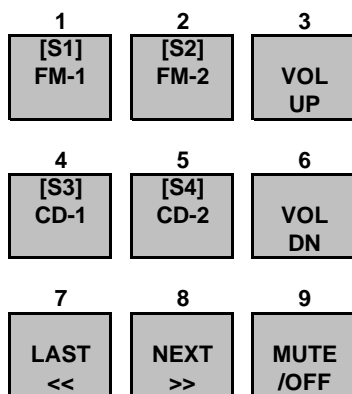 1 2 3
[S1] [S2]
FM-1 FM-2 VOL
UP
4 5 6
[S3] [S4]
CD-1 CD-2 VOL
DN
7 8 9
LAST NEXT MUTE
<< >> /OFF